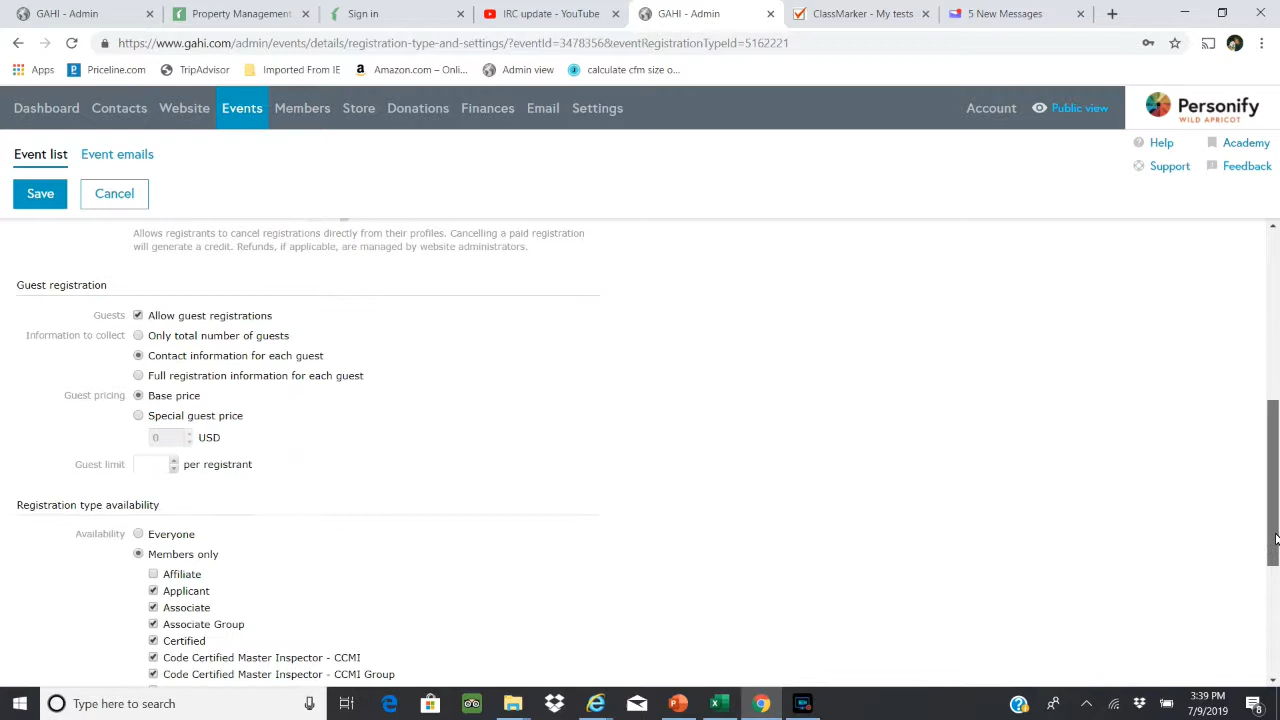 GAHI - Admin
Property Management
Sign in
IRC update - YouTube
GAHI - Admin
ClassMarker - My tests
5 New Messages
https://www.gahi.com/admin/events/details/registration-type-and-settings/?eventId=3478356&eventRegistrationTypeId=5162221
Apps
Priceline.com
TripAdvisor
Imported From IE
Amazon.com – Onli...
Admin view
calculate cfm size o...
Dashboard
Contacts
Website
Events
Members
Store
Donations
Finances
Email
Settings
Account
Public view
Personify
WILD APRICOT
Event list
Event emails
Help
Academy
Support
Feedback
Save
Cancel
Allows registrants to cancel registrations directly from their profiles. Cancelling a paid registration
will generate a credit. Refunds, if applicable, are managed by website administrators.
Guest registration
Guests
Allow guest registrations
Information to collect
Only total number of guests
Contact information for each guest
Full registration information for each guest
Guest pricing
Base price
Special guest price
0
USD
Guest limit
per registrant
Registration type availability
Availability
Everyone
Members only
Affiliate
Applicant
Associate
Associate Group
Certified
Code Certified Master Inspector - CCMI
Code Certified Master Inspector - CCMI Group
Type here to search
3:39 PM
7/9/2019
8